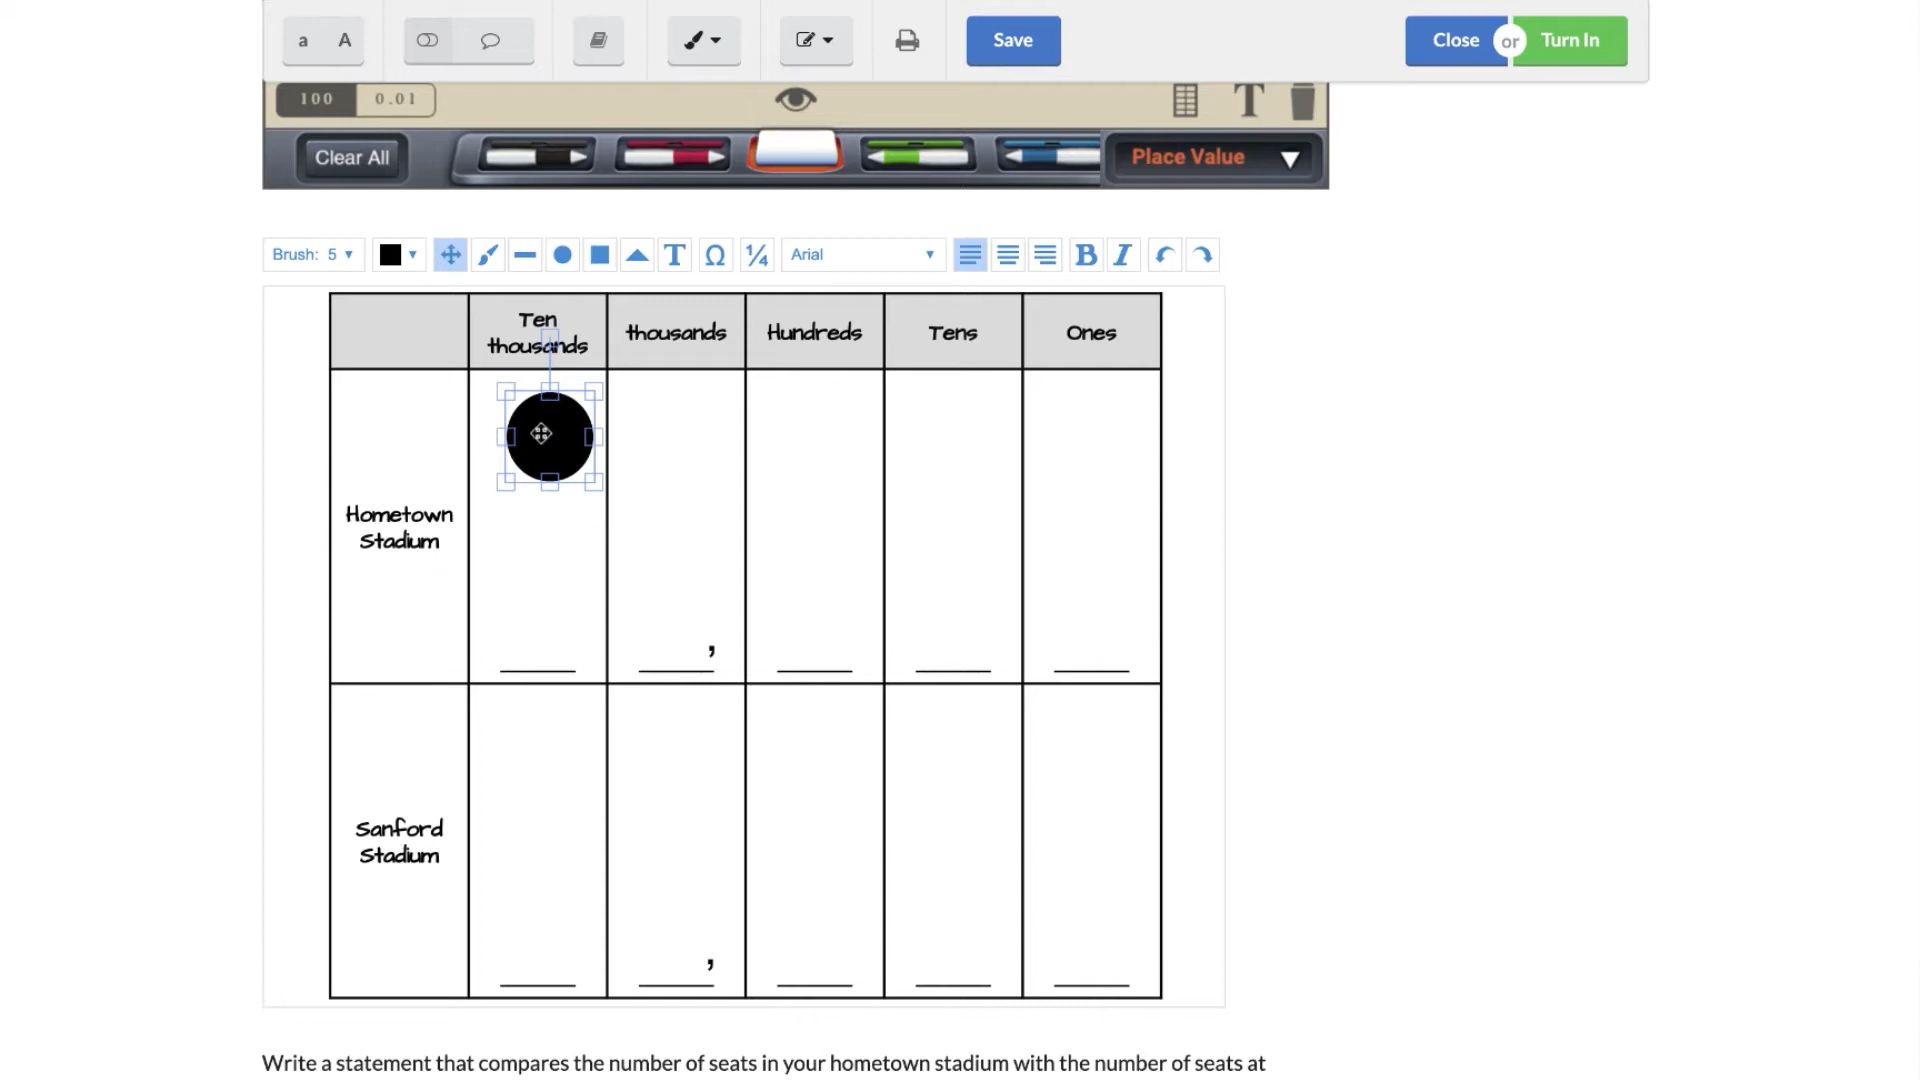 a A Save Close or Turn In
100 0.01 T
Clear All Place Value
Brush: 5 T Ω ¼ Arial B I
Ten
thousands thousands Hundreds Tens Ones
Hometown
Stadium
,
Sanford
Stadium
,
Write a statement that compares the number of seats in your hometown stadium with the number of seats at